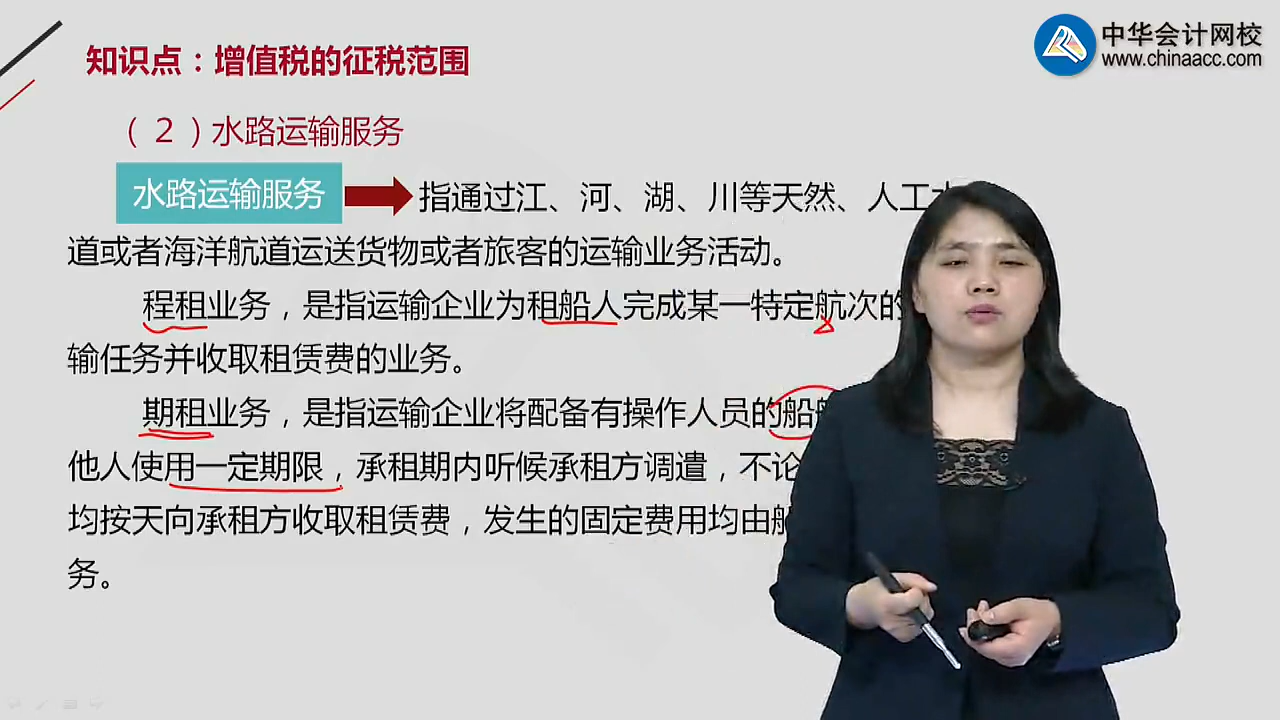 知识点：增值税的征税范围
中华会计网校
www.chinaacc.com
（2）水路运输服务
水路运输服务
指通过江、河、湖、川等天然、人工
道或者海洋航道运送货物或者旅客的运输业务活动。
程租业务，是指运输企业为租船人完成某一特定航次的
输任务并收取租赁费的业务。
期租业务，是指运输企业将配备有操作人员的船
他人使用一定期限，承租期内听候承租方调遣，不论
均按天向承租方收取租赁费，发生的固定费用均由
务。